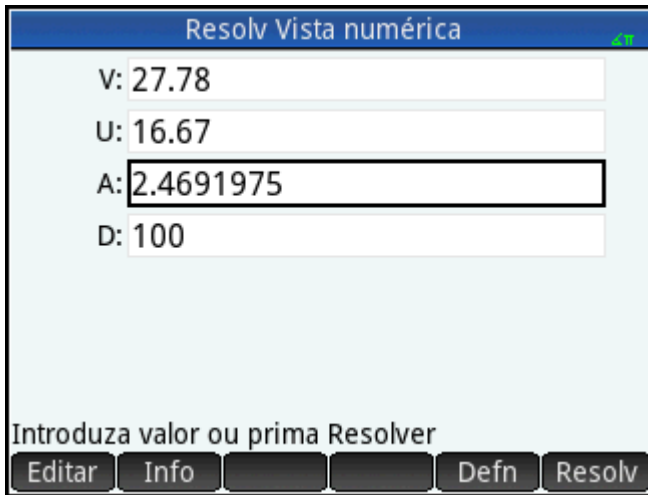 Resolv Vista numérica
∡π
V: 27.78
U: 16.67
A: 2.4691975
D: 100
Introduza valor ou prima Resolver
Editar Info Defn Resolv